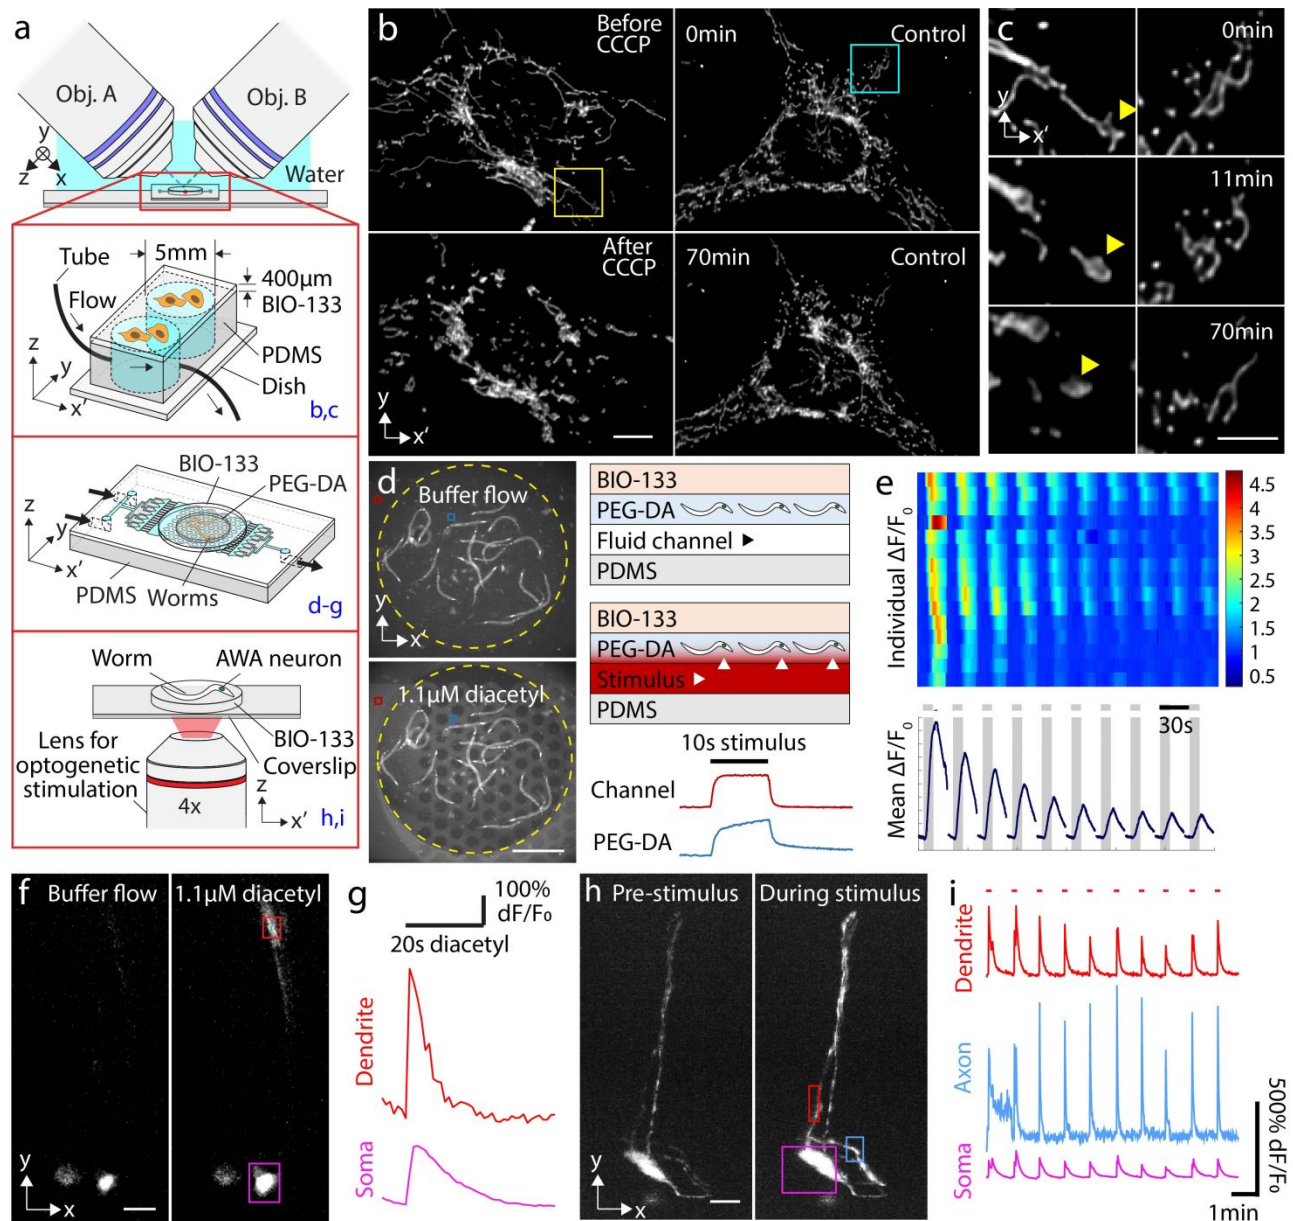 a
Obj. A
Obj. B
y
z
x
Water
Tube
5mm
Flow
400μm
BIO-133
PDMS
Dish
z
y
x'
b,c
BIO-133
PEG-DA
z
y
x'
PDMS
Worms
d-g
Worm
AWA neuron
BIO-133
Coverslip
Lens for
optogenetic
stimulation
4x
z
x'
h,i
b
Before
CCCP
0min
Control
After
CCCP
70min
Control
y
x'
c
0min
y
x'
11min
70min
d
Buffer flow
y
x'
1.1μM diacetyl
BIO-133
PEG-DA
Fluid channel
PDMS
BIO-133
PEG-DA
Stimulus
PDMS
10s stimulus
Channel
PEG-DA
e
Individual ΔF/F₀
4.5
4
3.5
3
2.5
2
1.5
1
0.5
30s
Mean ΔF/F₀
f
Buffer flow
1.1μM diacetyl
y
x
g
100%
dF/F₀
20s diacetyl
Dendrite
Soma
h
Pre-stimulus
During stimulus
y
x
i
Dendrite
Axon
Soma
500% dF/F₀
1min